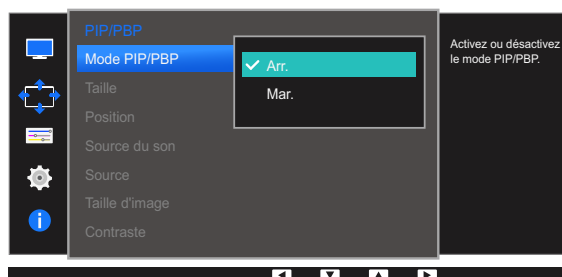 PIP/PBP
Mode PIP/PBP
Arr.
Mar.
Taille
Position
Source du son
Source
Taille d'image
Contraste
Activez ou désactivez
le mode PIP/PBP.